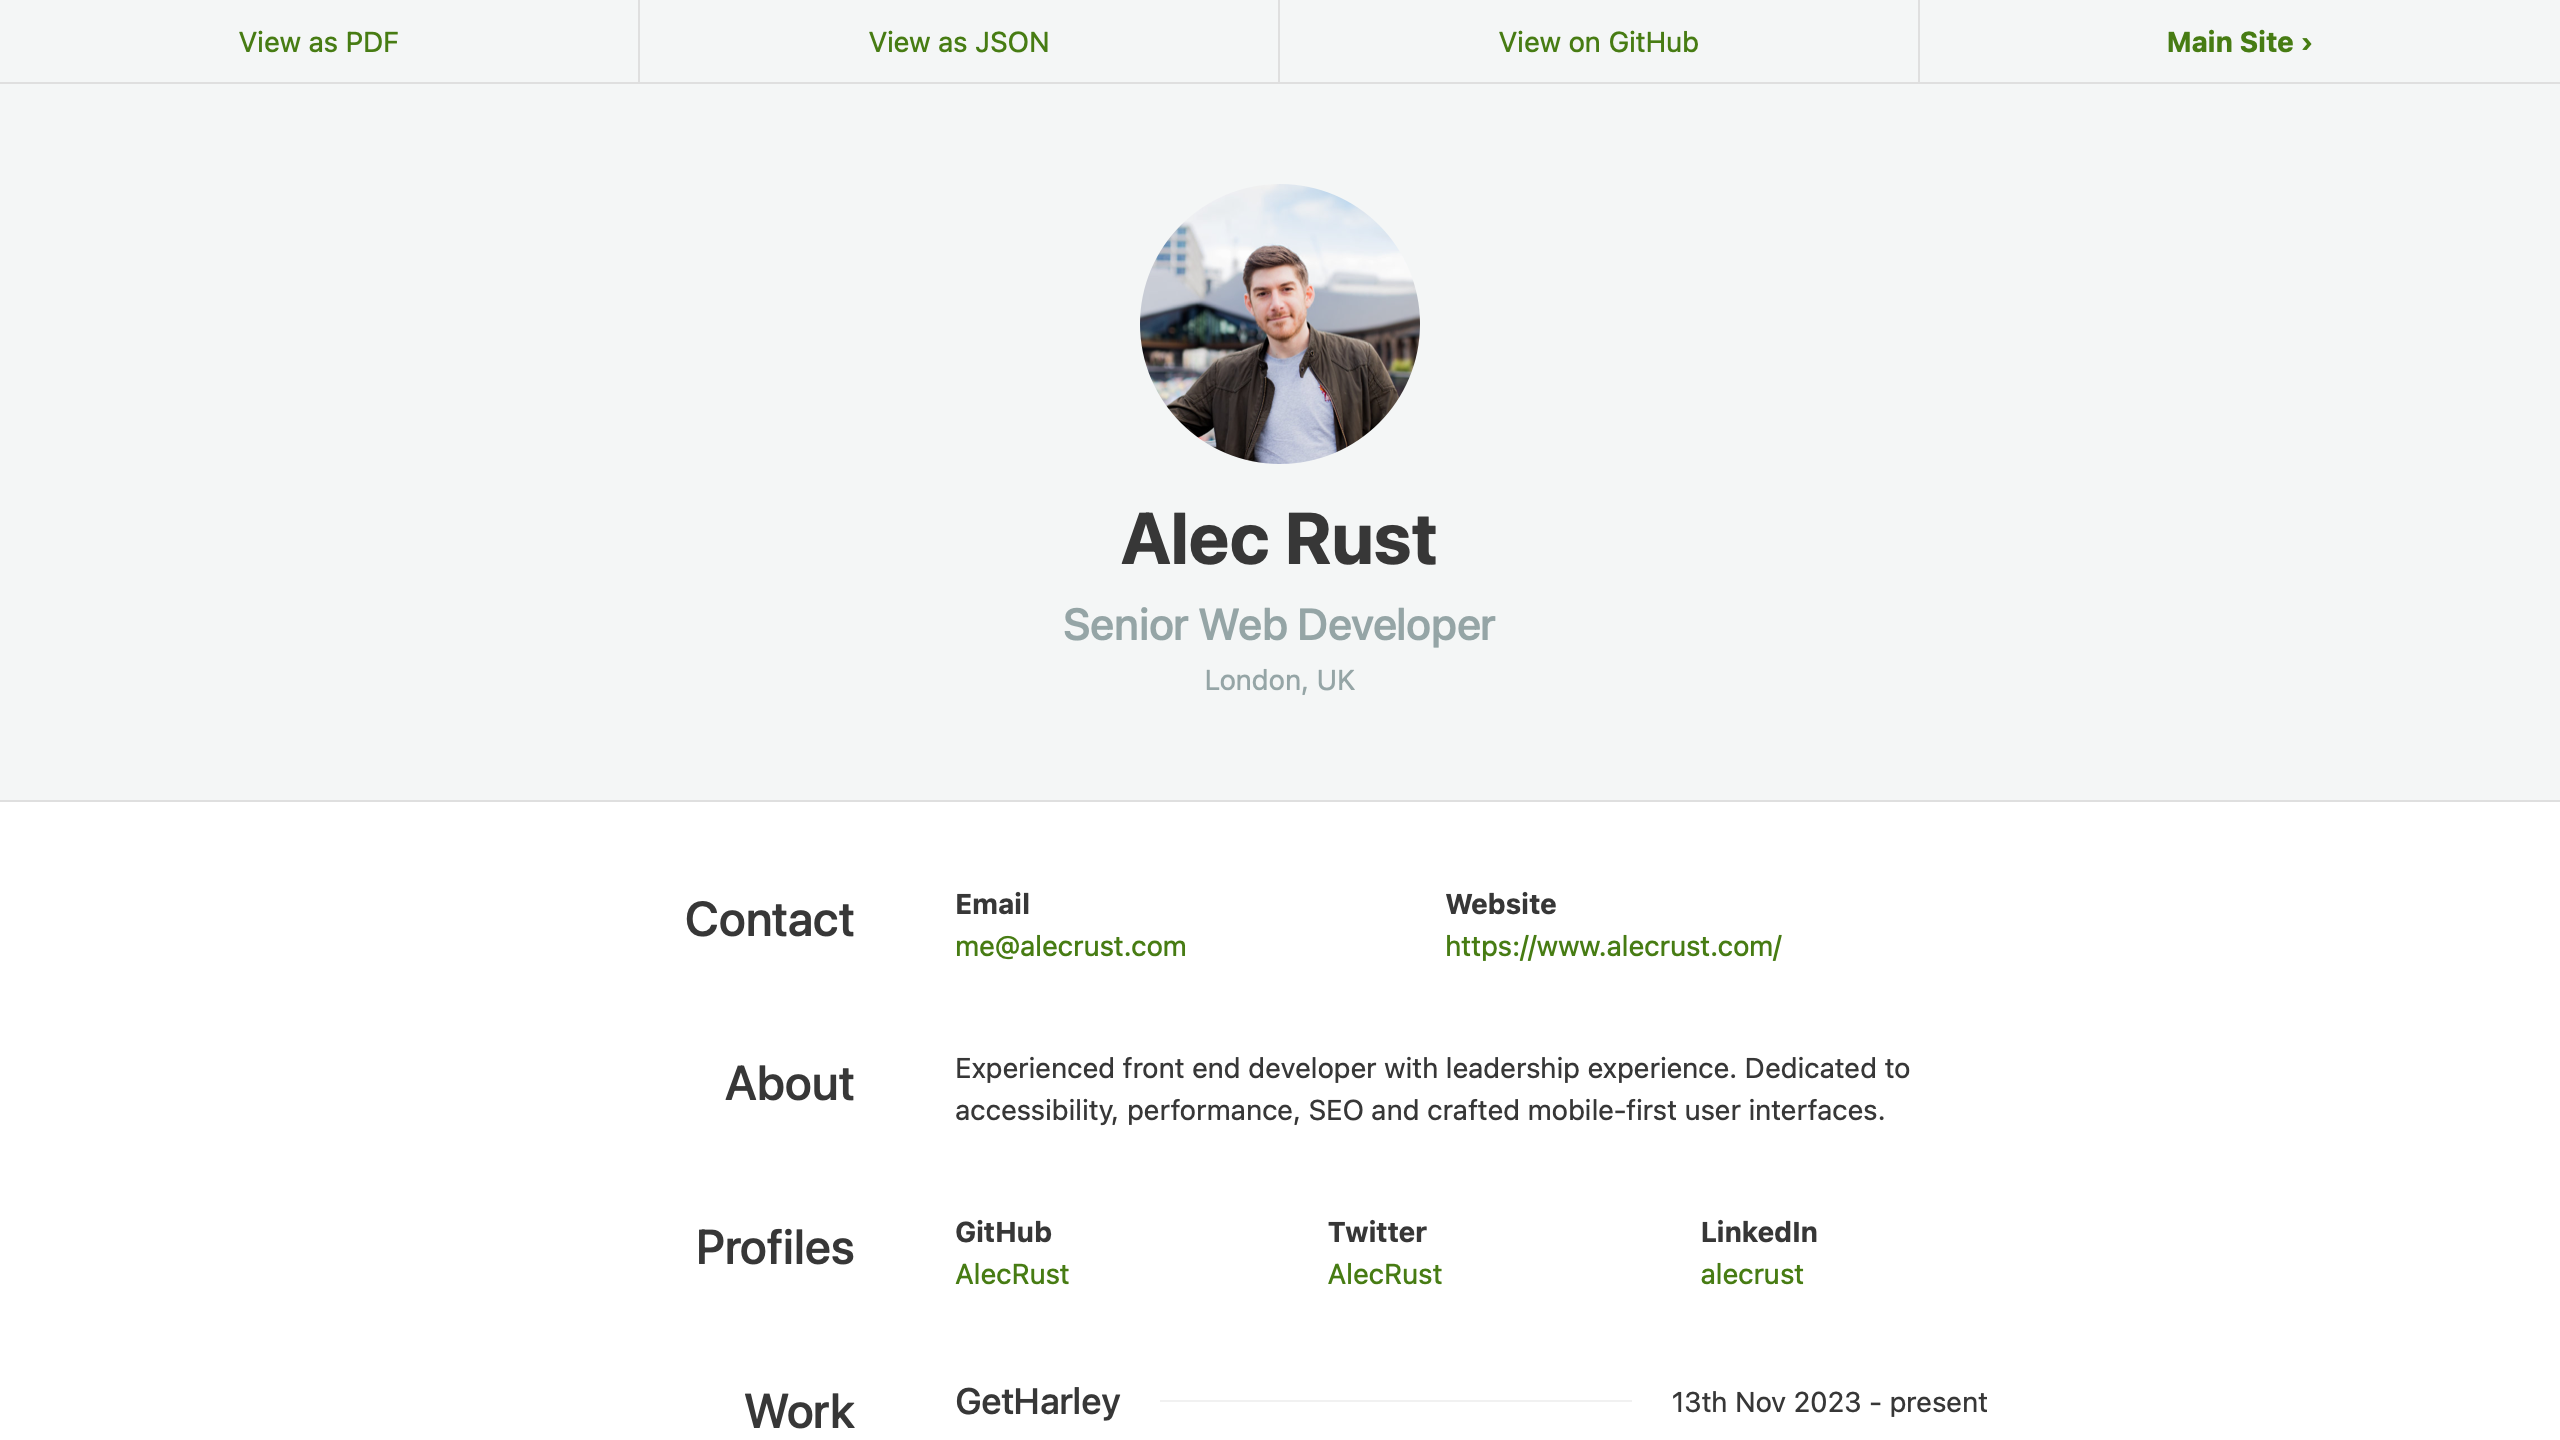 View as PDF
View as JSON
View on GitHub
Main Site ›
Alec Rust
Senior Web Developer
London, UK
Contact
Email
me@alecrust.com
Website
https://www.alecrust.com/
About
Experienced front end developer with leadership experience. Dedicated to
accessibility, performance, SEO and crafted mobile-first user interfaces.
Profiles
GitHub
AlecRust
Twitter
AlecRust
LinkedIn
alecrust
Work
GetHarley
13th Nov 2023 - present